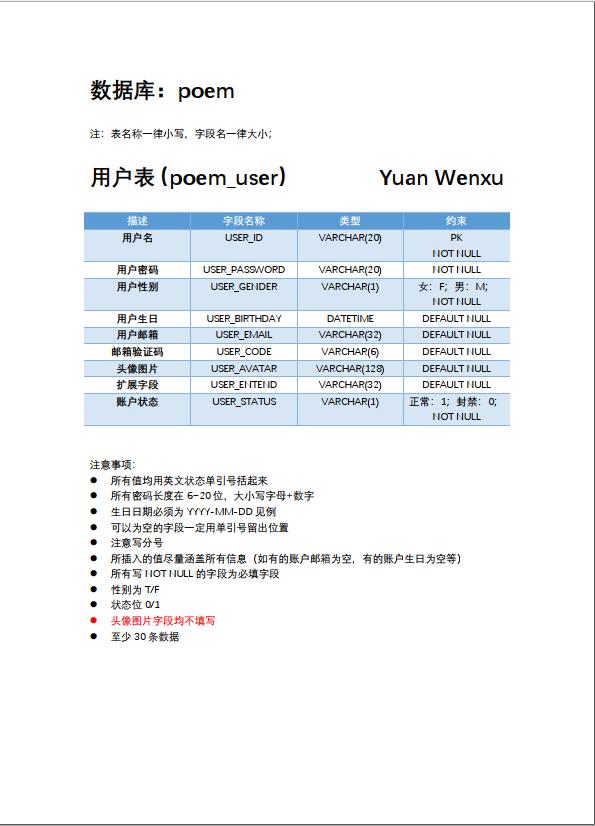 数据库：poem
注：表名称一律小写，字段名一律大小；
用户表(poem_user) Yuan Wenxu
描述 字段名称 类型 约束
用户名 USER_ID VARCHAR(20) PK
NOT NULL
用户密码 USER_PASSWORD VARCHAR(20) NOT NULL
用户性别 USER_GENDER VARCHAR(1) 女：F；男：M；
NOT NULL
用户生日 USER_BIRTHDAY DATETIME DEFAULT NULL
用户邮箱 USER_EMAIL VARCHAR(32) DEFAULT NULL
邮箱验证码 USER_CODE VARCHAR(6) DEFAULT NULL
头像图片 USER_AVATAR VARCHAR(128) DEFAULT NULL
扩展字段 USER_ENTEND VARCHAR(32) DEFAULT NULL
账户状态 USER_STATUS VARCHAR(1) 正常：1；封禁：0；
NOT NULL
注意事项：
● 所有值均用英文状态单引号括起来
● 所有密码长度在 6-20 位，大小写字母+数字
● 生日日期必须为 YYYY-MM-DD 见例
● 可以为空的字段一定用单引号留出位置
● 注意写分号
● 所插入的值尽量涵盖所有信息（如有的账户邮箱为空，有的账户生日为空等）
● 所有写 NOT NULL 的字段为必填字段
● 性别为 T/F
● 状态位 0/1
● 头像图片字段均不填写
● 至少 30 条数据